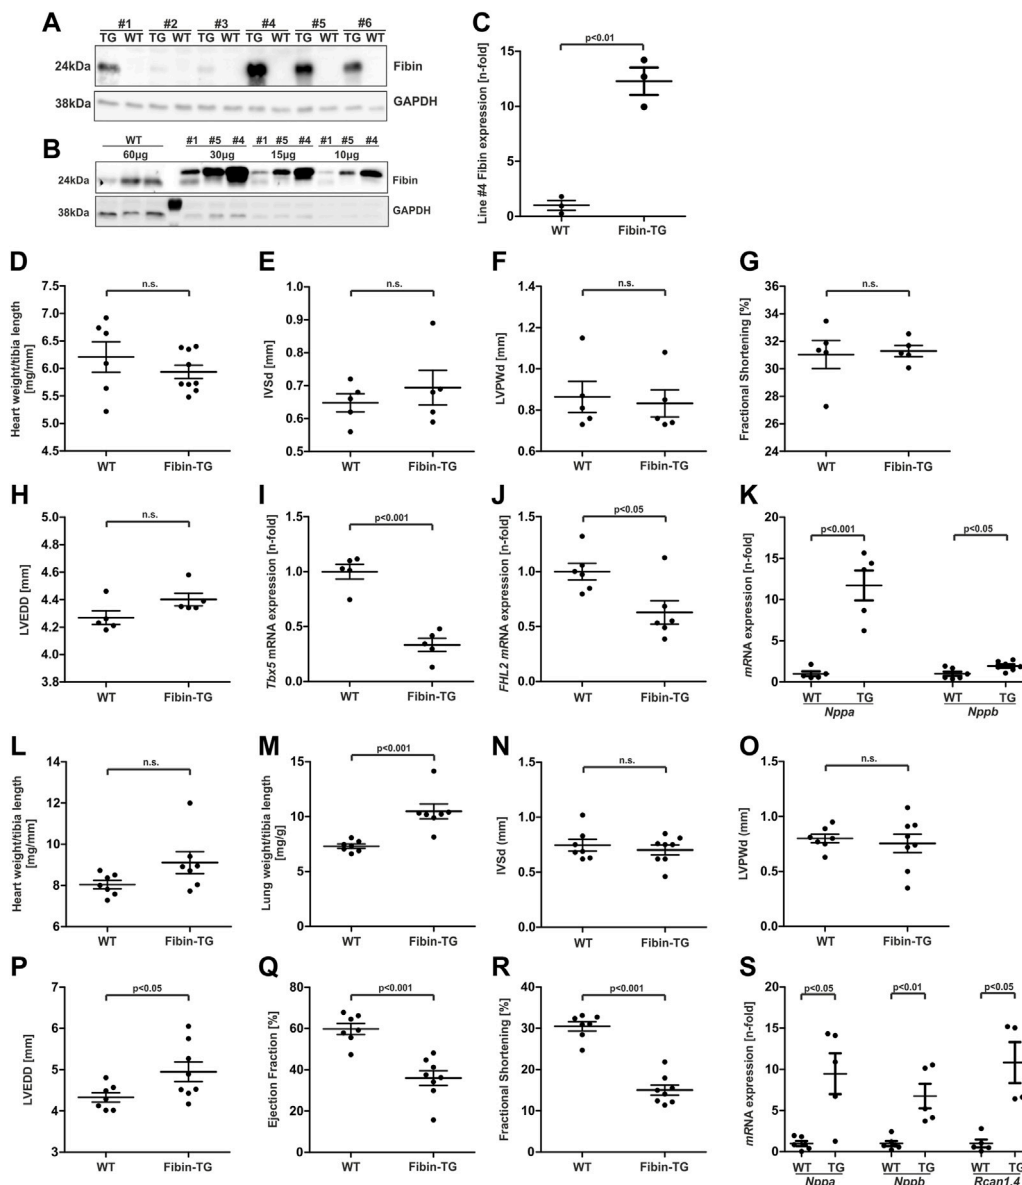 A
#1 #2 #3 #4 #5 #6
TG WT TG WT TG WT TG WT TG WT TG WT
24kDa Fibin
38kDa GAPDH
B
WT #1 #5 #4 #1 #5 #4 #1 #5 #4
60µg 30µg 15µg 10µg
24kDa Fibin
38kDa GAPDH
C
p<0.01
Line #4 Fibin expression [n-fold]
15
10
5
0
WT Fibin-TG
D
n.s.
Heart weight/tibia length
[mg/mm]
7.5
7.0
6.5
6.0
5.5
5.0
4.5
WT Fibin-TG
E
n.s.
IVSd [mm]
1.0
0.9
0.8
0.7
0.6
0.5
WT Fibin-TG
F
n.s.
LVPWd [mm]
1.4
1.2
1.0
0.8
0.6
WT Fibin-TG
G
n.s.
Fractional Shortening [%]
36
34
32
30
28
26
24
WT Fibin-TG
H
n.s.
LVEDD [mm]
5.0
4.8
4.6
4.4
4.2
4.0
3.8
WT Fibin-TG
I
p<0.001
Tbx5 mRNA expression [n-fold]
1.5
1.0
0.5
0
WT Fibin-TG
J
p<0.05
FHL2 mRNA expression [n-fold]
1.5
1.0
0.5
0
WT Fibin-TG
K
p<0.001 p<0.05
mRNA expression [n-fold]
20
15
10
5
0
WT TG WT TG
Nppa Nppb
L
n.s.
Heart weight/tibia length
[mg/mm]
14
12
10
8
6
WT Fibin-TG
M
p<0.001
Lung weight/tibia length
[mg/g]
15
10
5
0
WT Fibin-TG
N
n.s.
IVSd (mm)
1.5
1.0
0.5
0.0
WT Fibin-TG
O
n.s.
LVPWd (mm)
1.5
1.0
0.5
0.0
WT Fibin-TG
P
p<0.05
LVEDD [mm]
7
6
5
4
3
WT Fibin-TG
Q
p<0.001
Ejection Fraction [%]
80
60
40
20
0
WT Fibin-TG
R
p<0.001
Fractional Shortening [%]
40
30
20
10
0
WT Fibin-TG
S
p<0.05 p<0.01 p<0.05
mRNA expression [n-fold]
20
15
10
5
0
WT TG WT TG WT TG
Nppa Nppb Rcan1.4